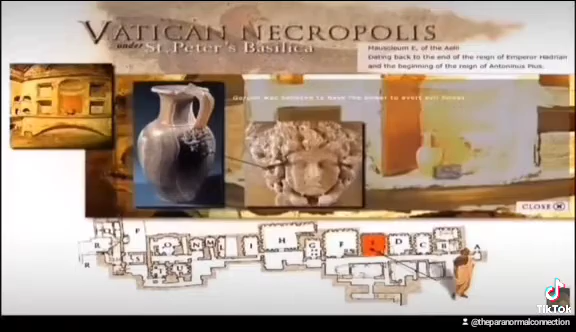 VATICAN NECROPOLIS
under St. Peter's Basilica
Mausoleum E, of the Aelii
Dating back to the end of the reign of Emperor Hadrian
and the beginning of the reign of Antoninus Pius.
Gorgon was believed to have the power to avert evil forces
CLOSE
F
R
R
S
O
N
M
L
I
H
G
F
E
D
C
B
A
TikTok
@theparanormalconnection